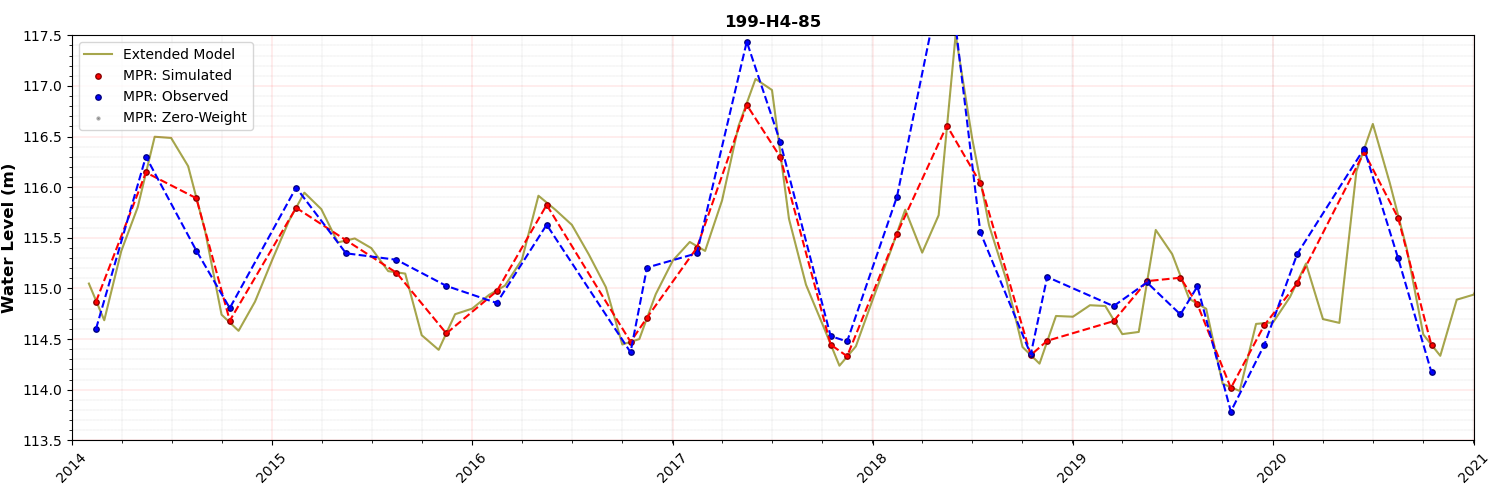 199-H4-85
Water Level (m)
117.5
117.0
116.5
116.0
115.5
115.0
114.5
114.0
113.5
Extended Model
MPR: Simulated
MPR: Observed
MPR: Zero-Weight
2014
2015
2016
2017
2018
2019
2020
2021